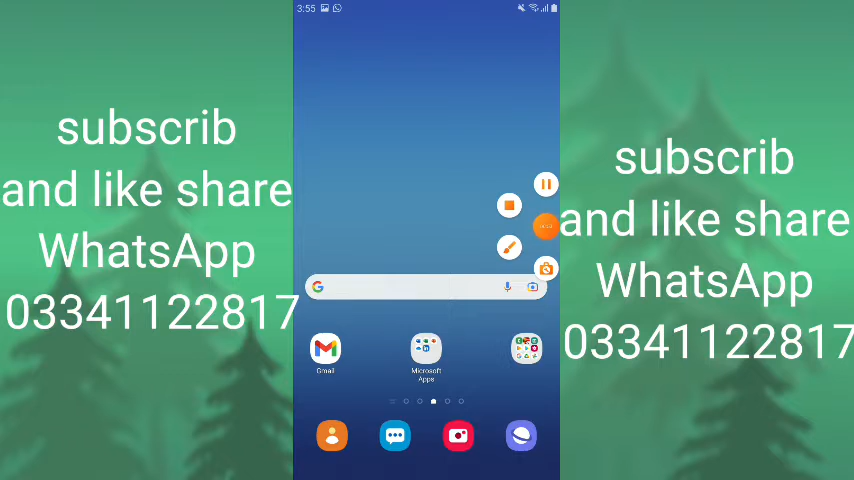 subscrib
and like share
WhatsApp
03341122817
3:55
Gmail
Microsoft
Apps
subscrib
and like share
WhatsApp
03341122817